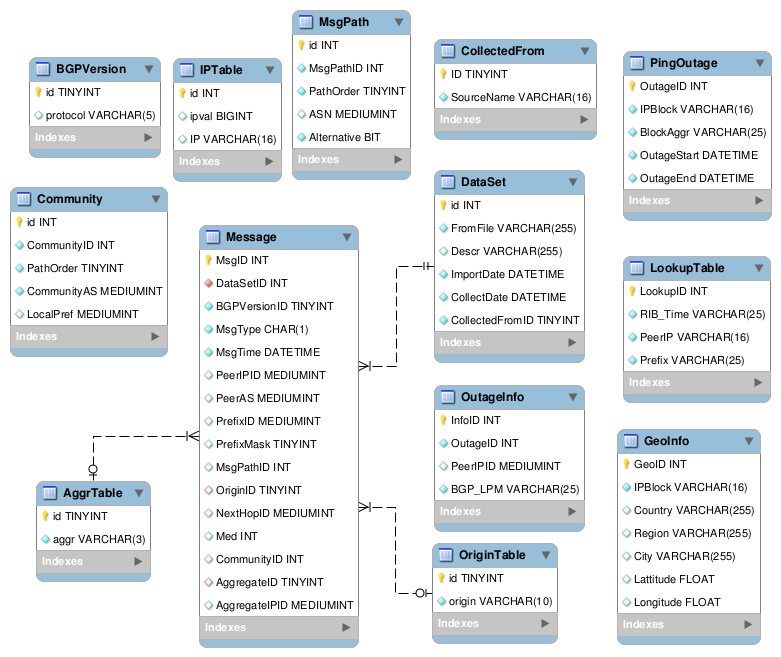 BGPVersion
id TINYINT
protocol VARCHAR(5)
Indexes
IPTable
id INT
ipval BIGINT
IP VARCHAR(16)
Indexes
MsgPath
id INT
MsgPathID INT
PathOrder TINYINT
ASN MEDIUMINT
Alternative BIT
Indexes
CollectedFrom
ID TINYINT
SourceName VARCHAR(16)
Indexes
PingOutage
OutageID INT
IPBlock VARCHAR(16)
BlockAggr VARCHAR(25)
OutageStart DATETIME
OutageEnd DATETIME
Indexes
Community
id INT
CommunityID INT
PathOrder TINYINT
CommunityAS MEDIUMINT
LocalPref MEDIUMINT
Indexes
Message
MsgID INT
DataSetID INT
BGPVersionID TINYINT
MsgType CHAR(1)
MsgTime DATETIME
PeerIPID MEDIUMINT
PeerAS MEDIUMINT
PrefixID MEDIUMINT
PrefixMask TINYINT
MsgPathID INT
OriginID TINYINT
NextHopID MEDIUMINT
Med INT
CommunityID INT
AggregateID TINYINT
AggregateIPID MEDIUMINT
Indexes
DataSet
id INT
FromFile VARCHAR(255)
Descr VARCHAR(255)
ImportDate DATETIME
CollectDate DATETIME
CollectedFromID TINYINT
Indexes
LookupTable
LookupID INT
RIB_Time VARCHAR(25)
PeerIP VARCHAR(16)
Prefix VARCHAR(25)
Indexes
OutageInfo
InfoID INT
OutageID INT
PeerIPID MEDIUMINT
BGP_LPM VARCHAR(25)
Indexes
GeoInfo
GeoID INT
IPBlock VARCHAR(16)
Country VARCHAR(255)
Region VARCHAR(255)
City VARCHAR(255)
Lattitude FLOAT
Longitude FLOAT
Indexes
AggrTable
id TINYINT
aggr VARCHAR(3)
Indexes
OriginTable
id TINYINT
origin VARCHAR(10)
Indexes